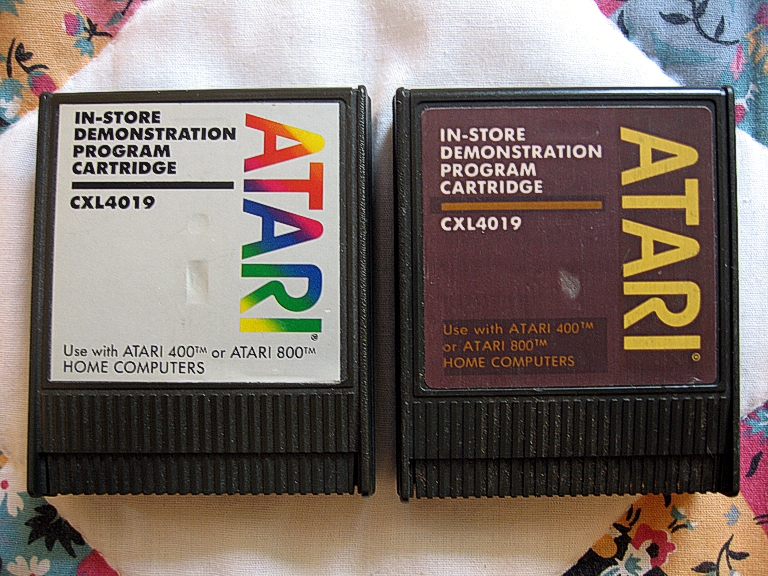 IN-STORE
DEMONSTRATION
PROGRAM
CARTRIDGE
CXL4019
ATARI®
Use with ATARI 400™ or ATARI 800™
HOME COMPUTERS
IN-STORE
DEMONSTRATION
PROGRAM
CARTRIDGE
CXL4019
ATARI®
Use with ATARI 400™
or ATARI 800™
HOME COMPUTERS